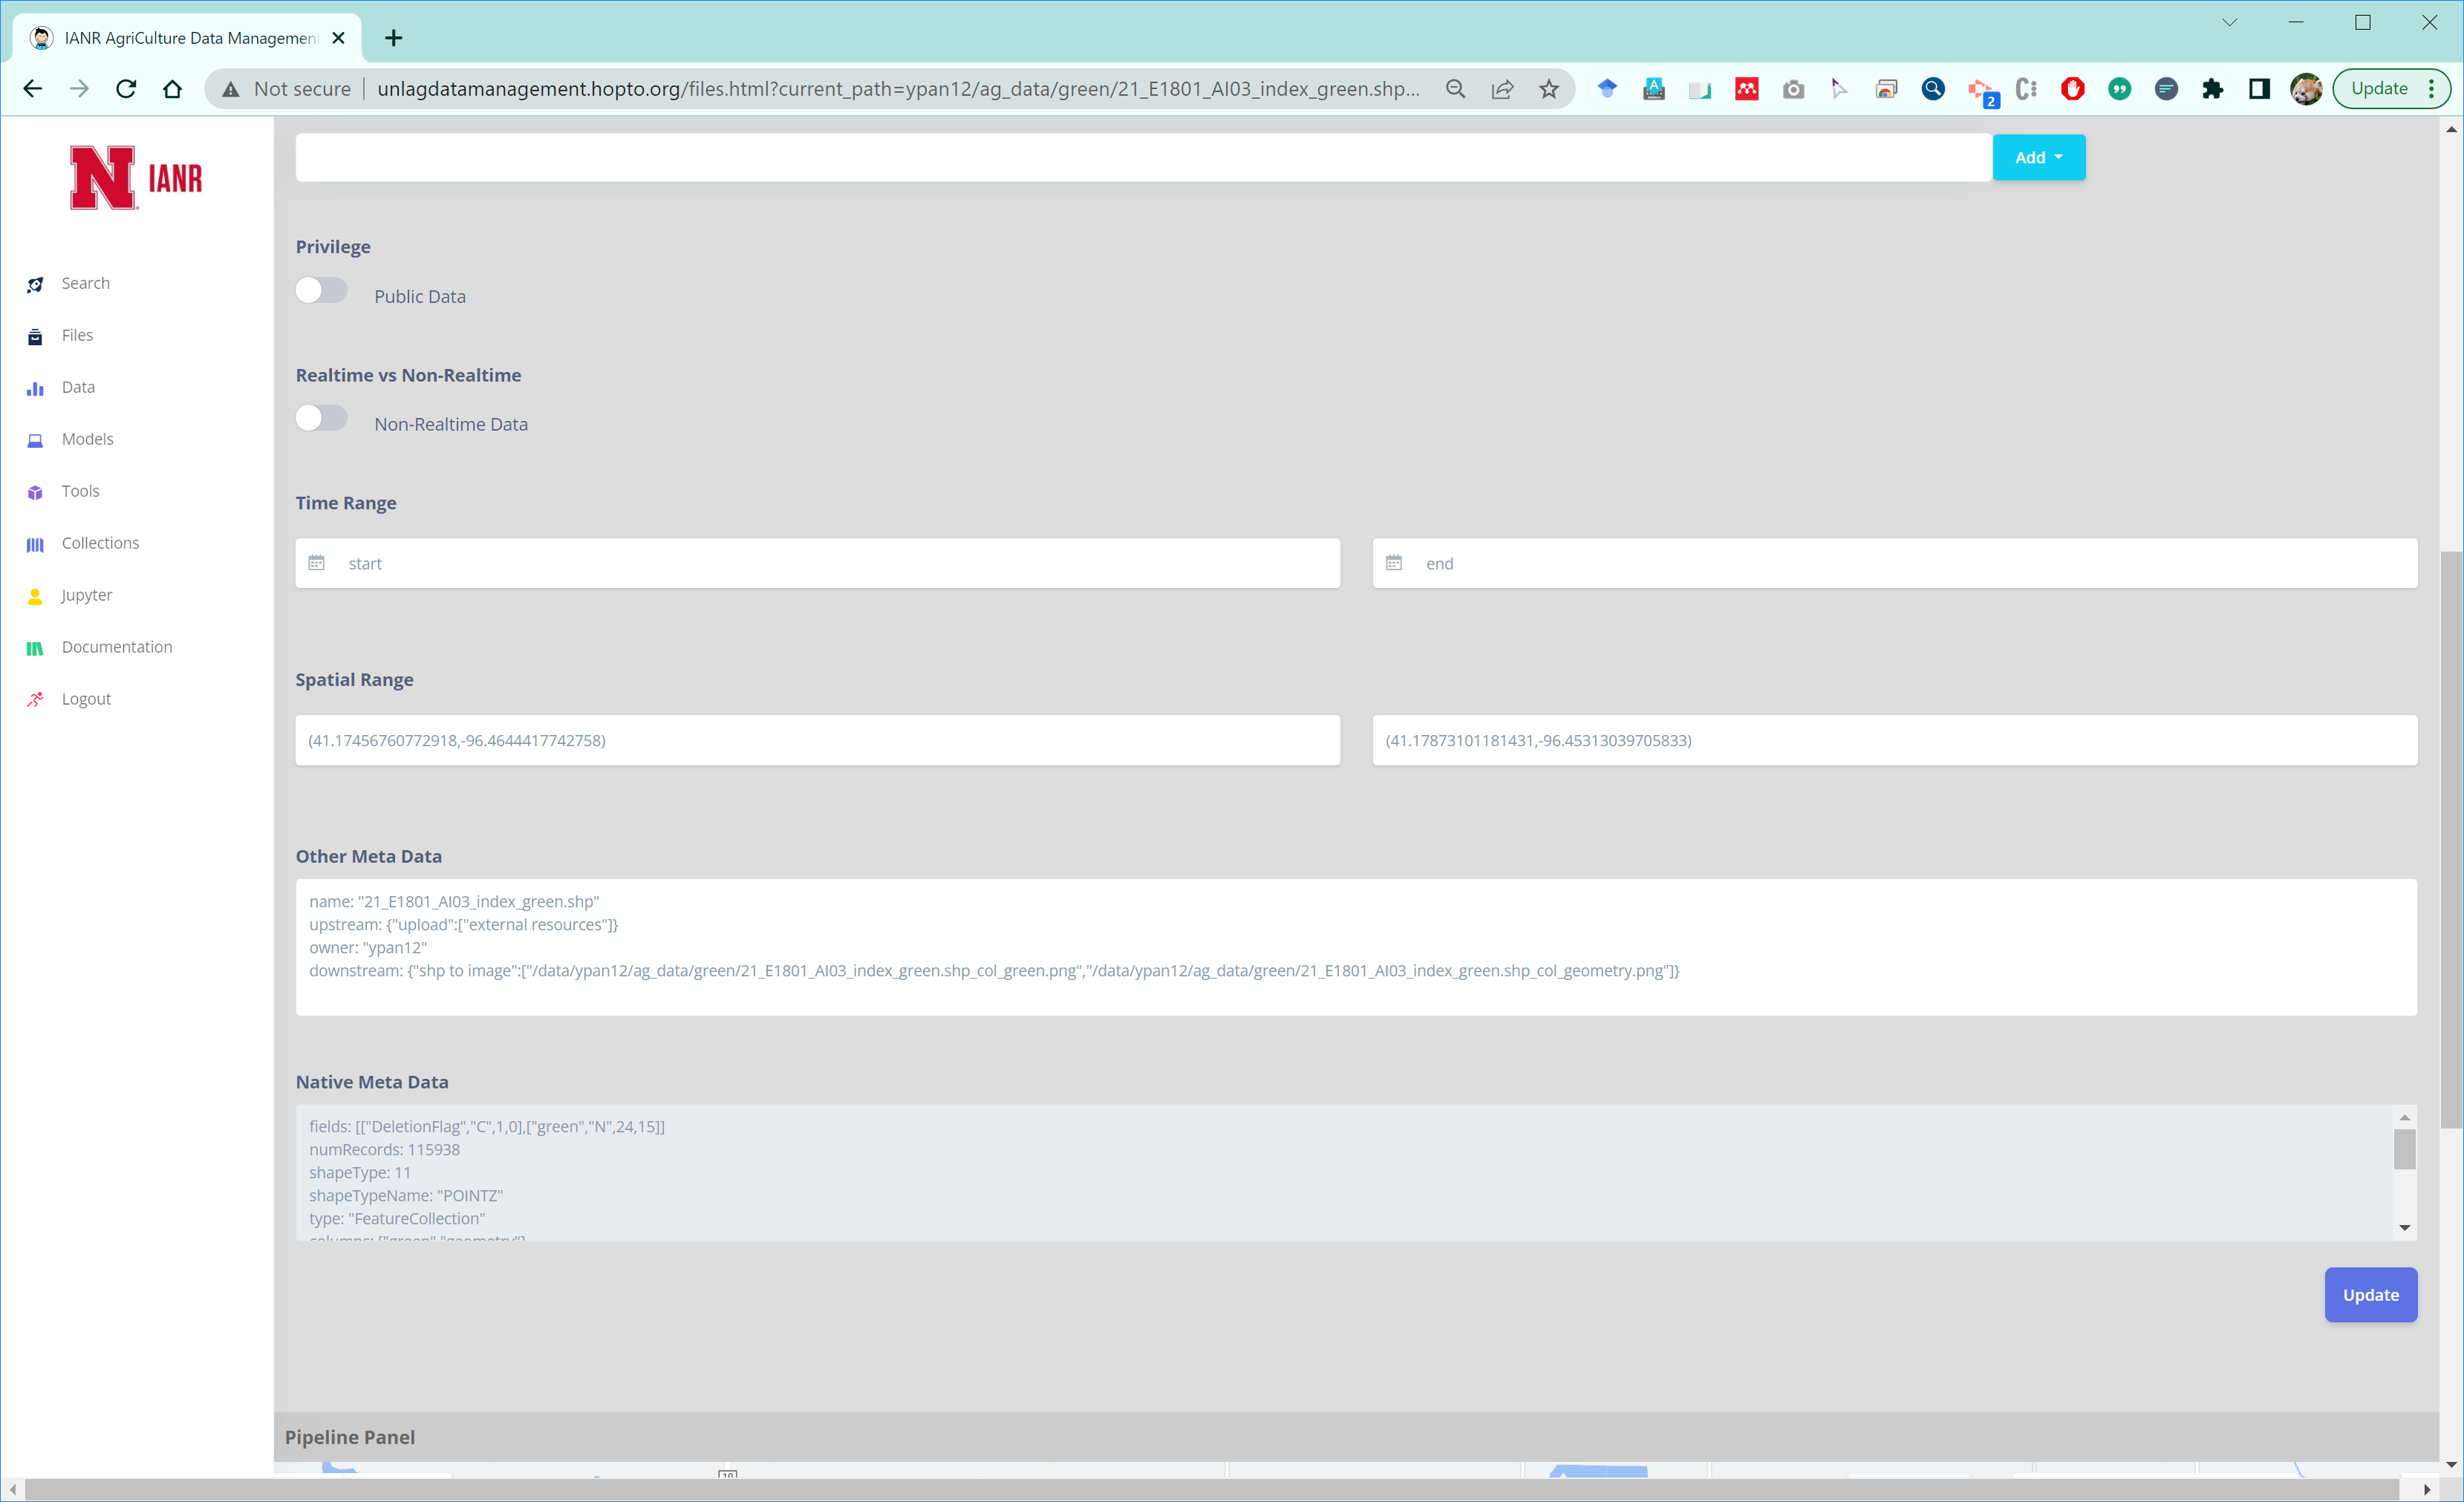 IANR AgriCulture Data Managemen
Not secure
unlagdatamanagement.hopto.org/files.html?current_path=ypan12/ag_data/green/21_E1801_AI03_index_green.shp...
2
Update
N IANR
Search
Files
Data
Models
Tools
Collections
Jupyter
Documentation
Logout
Add
Privilege
Public Data
Realtime vs Non-Realtime
Non-Realtime Data
Time Range
start
end
Spatial Range
(41.17456760772918,-96.4644417742758)
(41.17873101181431,-96.45313039705833)
Other Meta Data
name: "21_E1801_AI03_index_green.shp"
upstream: {"upload":["external resources"]}
owner: "ypan12"
downstream: {"shp to image":["/data/ypan12/ag_data/green/21_E1801_AI03_index_green.shp_col_green.png","/data/ypan12/ag_data/green/21_E1801_AI03_index_green.shp_col_geometry.png"]}
Native Meta Data
fields: [["DeletionFlag","C",1,0],["green","N",24,15]]
numRecords: 115938
shapeType: 11
shapeTypeName: "POINTZ"
type: "FeatureCollection"
columns: ["green","geometry"]
Update
Pipeline Panel